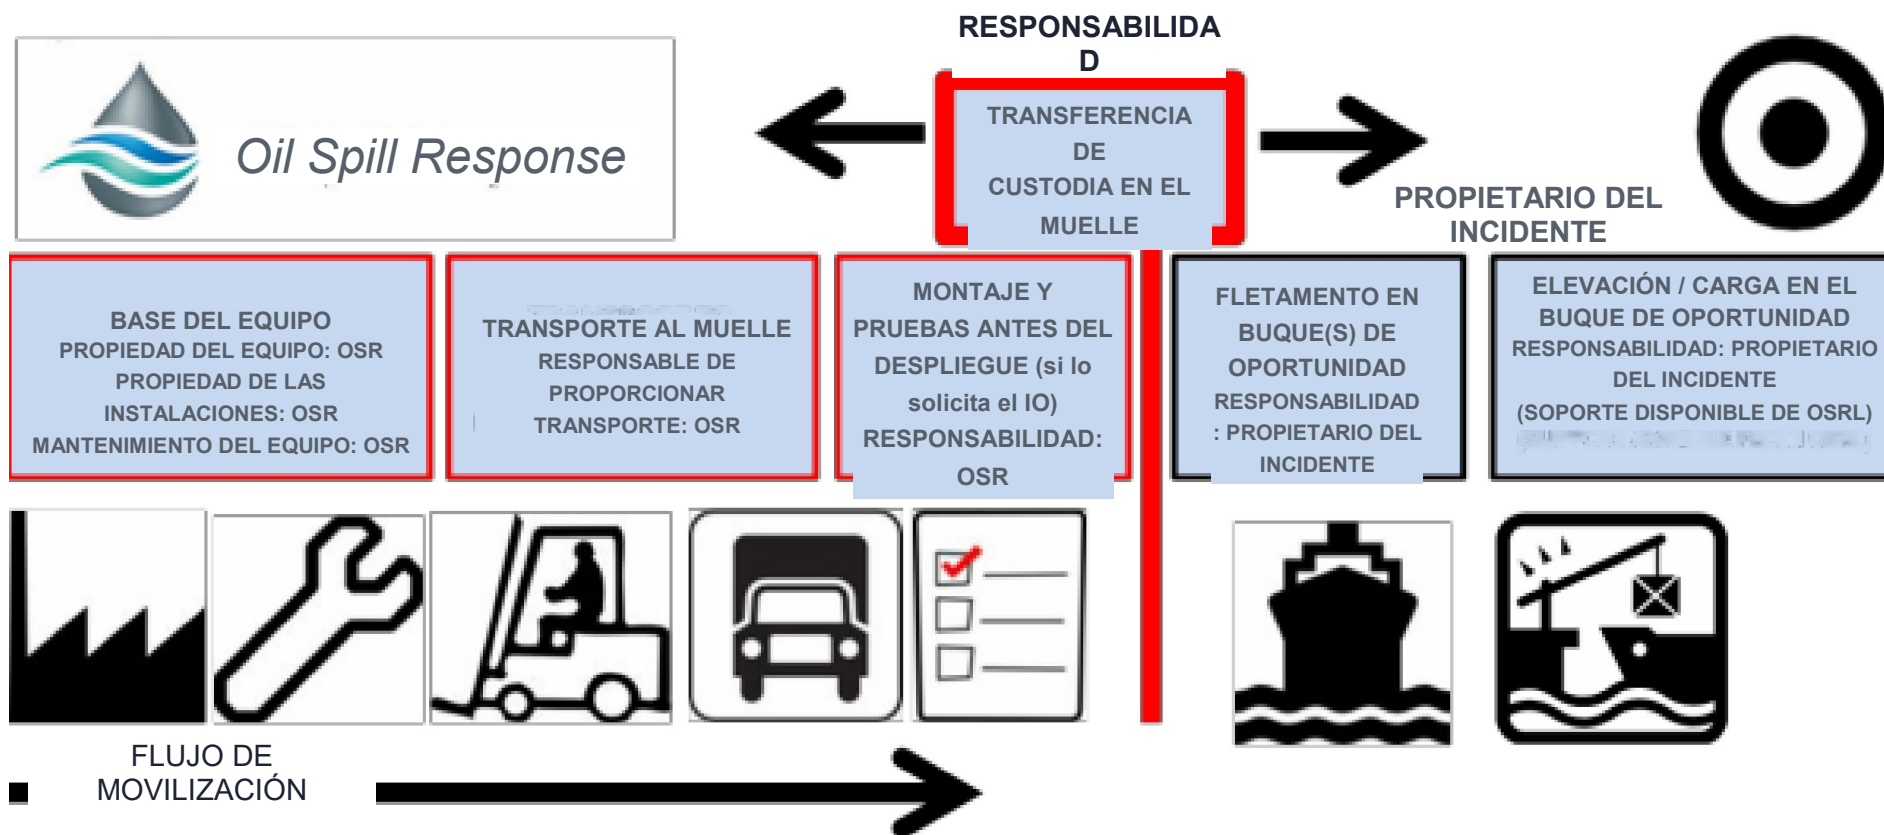 RESPONSABILIDA
D
Oil Spill Response
TRANSFERENCIA
DE
CUSTODIA EN EL
MUELLE
PROPIETARIO DEL
INCIDENTE
BASE DEL EQUIPO
PROPIEDAD DEL EQUIPO: OSR
PROPIEDAD DE LAS
INSTALACIONES: OSR
MANTENIMIENTO DEL EQUIPO: OSR
TRANSPORTE AL MUELLE
RESPONSABLE DE
PROPORCIONAR
TRANSPORTE: OSR
MONTAJE Y
PRUEBAS ANTES DEL
DESPLIEGUE (si lo
solicita el IO)
RESPONSABILIDAD:
OSR
FLETAMENTO EN
BUQUE(S) DE
OPORTUNIDAD
RESPONSABILIDAD
: PROPIETARIO DEL
INCIDENTE
ELEVACIÓN / CARGA EN EL
BUQUE DE OPORTUNIDAD
RESPONSABILIDAD: PROPIETARIO
DEL INCIDENTE
(SOPORTE DISPONIBLE DE OSRL)
FLUJO DE
MOVILIZACIÓN